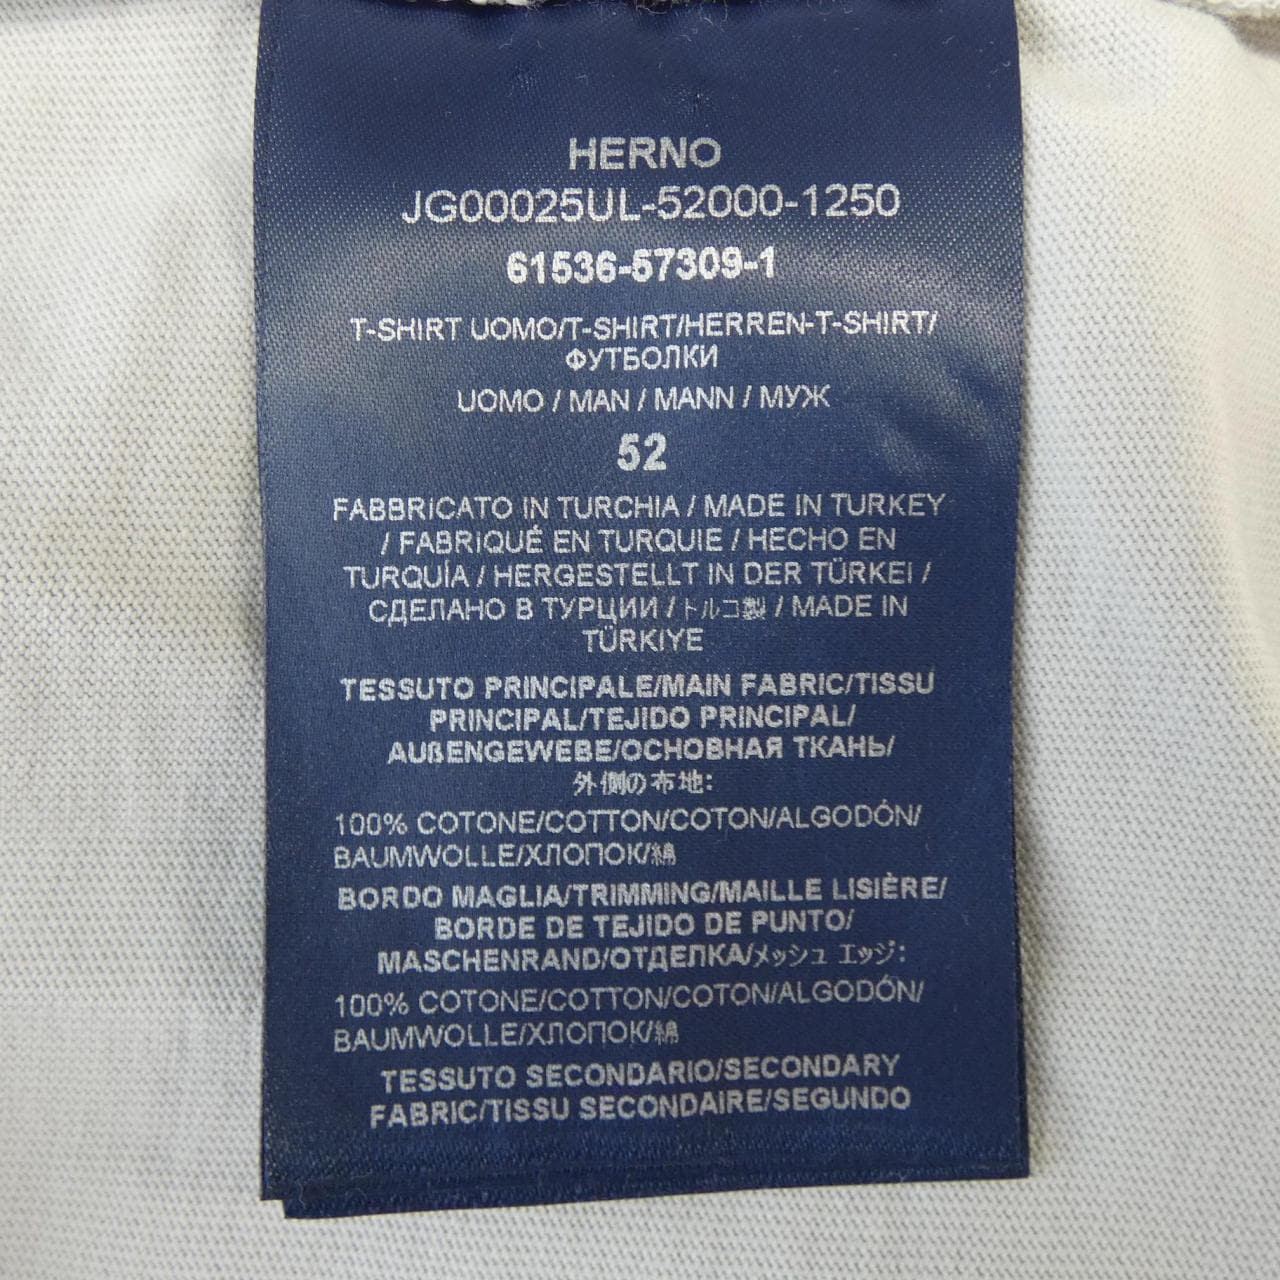 HERNO
JG00025UL-52000-1250
61536-57309-1
T-SHIRT UOMO/T-SHIRT/HERREN-T-SHIRT/
ФУТБОЛКИ
UOMO / MAN / MANN / МУЖ
52
FABBRICATO IN TURCHIA / MADE IN TURKEY
/ FABRIQUÉ EN TURQUIE / HECHO EN
TURQUÍA / HERGESTELLT IN DER TÜRKEI /
СДЕЛАНО В ТУРЦИИ / トルコ製 / MADE IN
TÜRKIYE
TESSUTO PRINCIPALE/MAIN FABRIC/TISSU
PRINCIPAL/TEJIDO PRINCIPAL/
AUßENGEWEBE/ОСНОВНАЯ ТКАНЬ/
外側の布地:
100% COTONE/COTTON/COTON/ALGODÓN/
BAUMWOLLE/ХЛОПОК/綿
BORDO MAGLIA/TRIMMING/MAILLE LISIÈRE/
BORDE DE TEJIDO DE PUNTO/
MASCHENRAND/ОТДЕЛКА/メッシュ エッジ:
100% COTONE/COTTON/COTON/ALGODÓN/
BAUMWOLLE/ХЛОПОК/綿
TESSUTO SECONDARIO/SECONDARY
FABRIC/TISSU SECONDAIRE/SEGUNDO